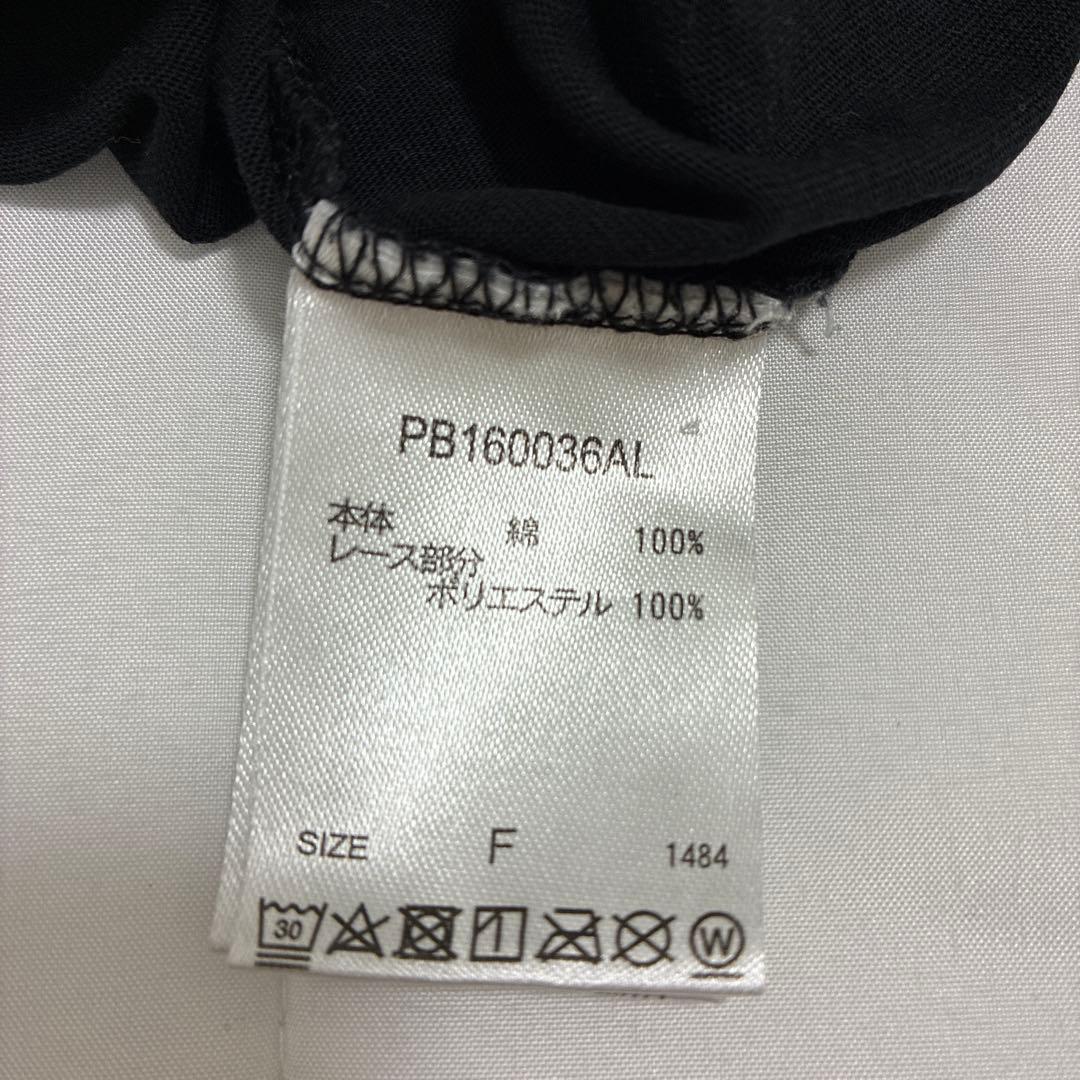 PB160036AL
本体 綿 100%
レース部分
ポリエステル 100%
SIZE F 1484
30 W